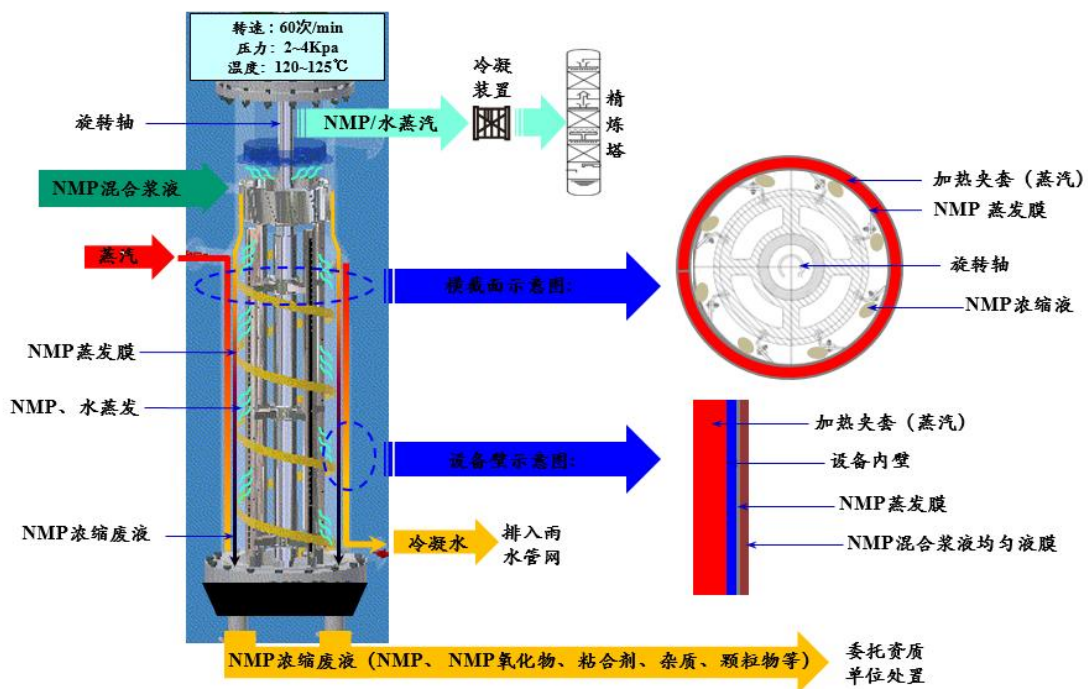 转速：60次/min
压力：2~4Kpa
温度：120~125℃
旋转轴
NMP/水蒸汽
冷凝
装置
精
炼
塔
NMP混合浆液
蒸汽
NMP蒸发膜
NMP、水蒸发
NMP浓缩废液
横截面示意图:
设备壁示意图:
冷凝水
排入雨
水管网
加热夹套（蒸汽）
NMP 蒸发膜
旋转轴
NMP浓缩液
加热夹套（蒸汽）
设备内壁
NMP蒸发膜
NMP混合浆液均匀液膜
NMP浓缩废液（NMP、 NMP氧化物、粘合剂、杂质、颗粒物等）
委托资质
单位处置